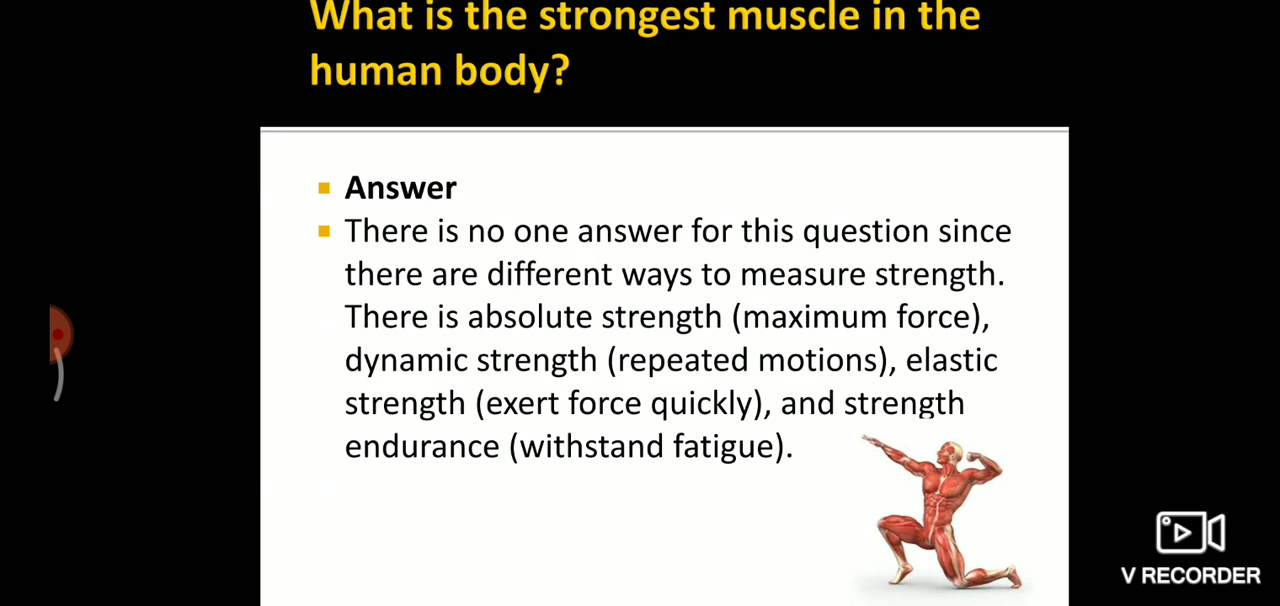 What is the strongest muscle in the
human body?
Answer
There is no one answer for this question since
there are different ways to measure strength.
There is absolute strength (maximum force),
dynamic strength (repeated motions), elastic
strength (exert force quickly), and strength
endurance (withstand fatigue).
V RECORDER